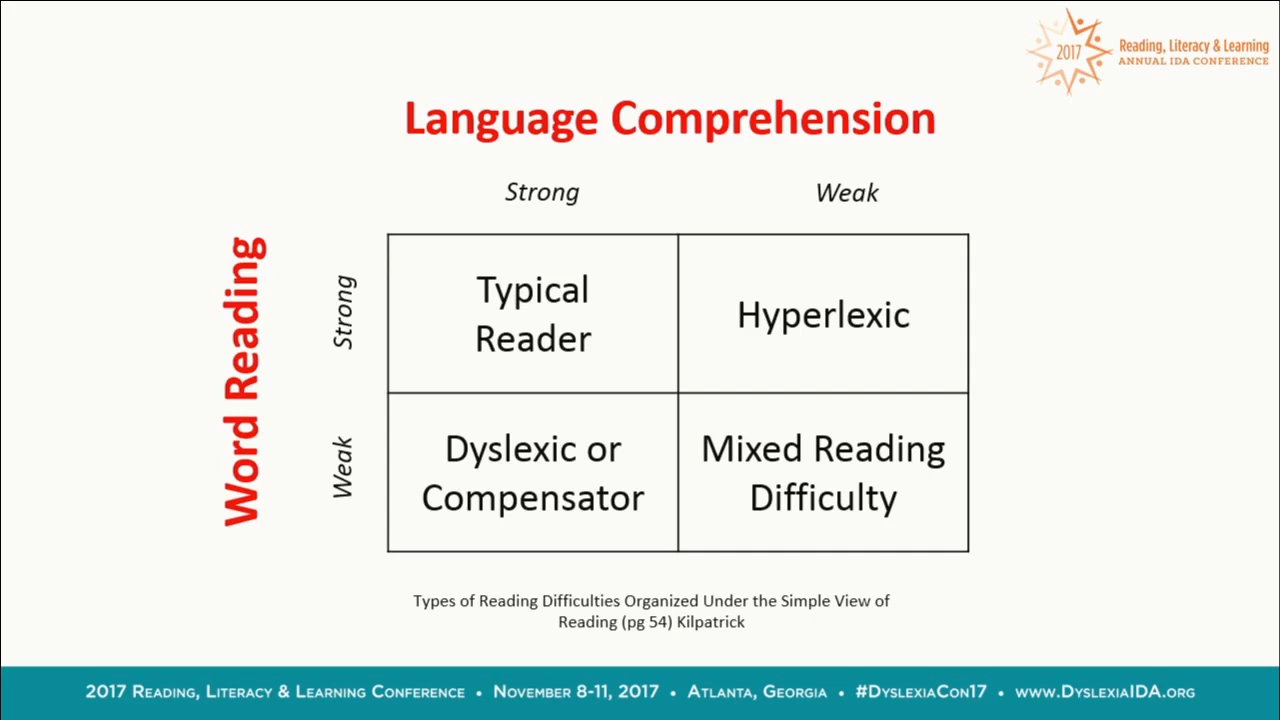 2017
Reading, Literacy & Learning
ANNUAL IDA CONFERENCE
Language Comprehension
Strong
Weak
Word Reading
Strong
Typical
Reader
Hyperlexic
Weak
Dyslexic or
Compensator
Mixed Reading
Difficulty
Types of Reading Difficulties Organized Under the Simple View of
Reading (pg 54) Kilpatrick
2017 Reading, Literacy & Learning Conference • November 8-11, 2017 • Atlanta, Georgia • #DyslexiaCon17 • www.DyslexiaIDA.org